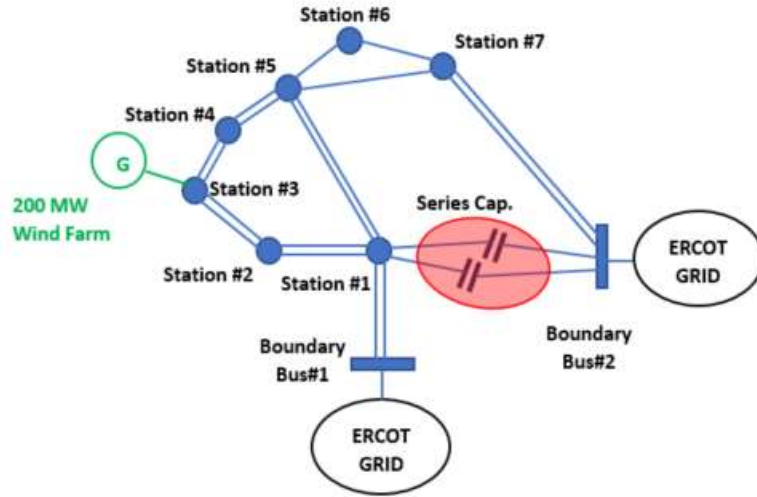 Station #6
Station #7
Station #5
Station #4
G
Station #3
200 MW
Wind Farm
Series Cap.
Station #2
Station #1
ERCOT
GRID
Boundary
Bus#2
Boundary
Bus#1
ERCOT
GRID